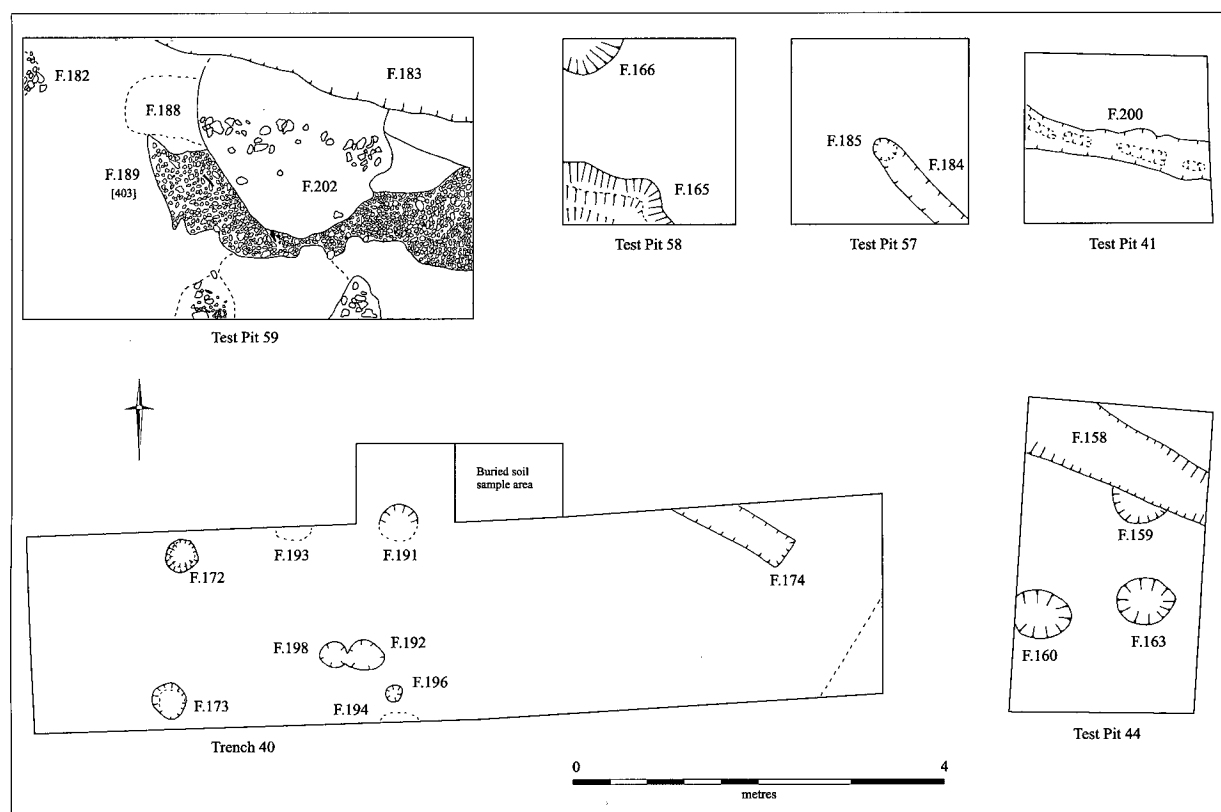 F.182
F.183
F.188
F.189
[403]
F.202
Test Pit 59
F.166
F.165
Test Pit 58
F.185
F.184
Test Pit 57
F.200
Test Pit 41
Buried soil
sample area
F.193
F.191
F.172
F.174
F.198
F.192
F.196
F.173
F.194
Trench 40
F.158
F.159
F.160
F.163
Test Pit 44
0
4
metres